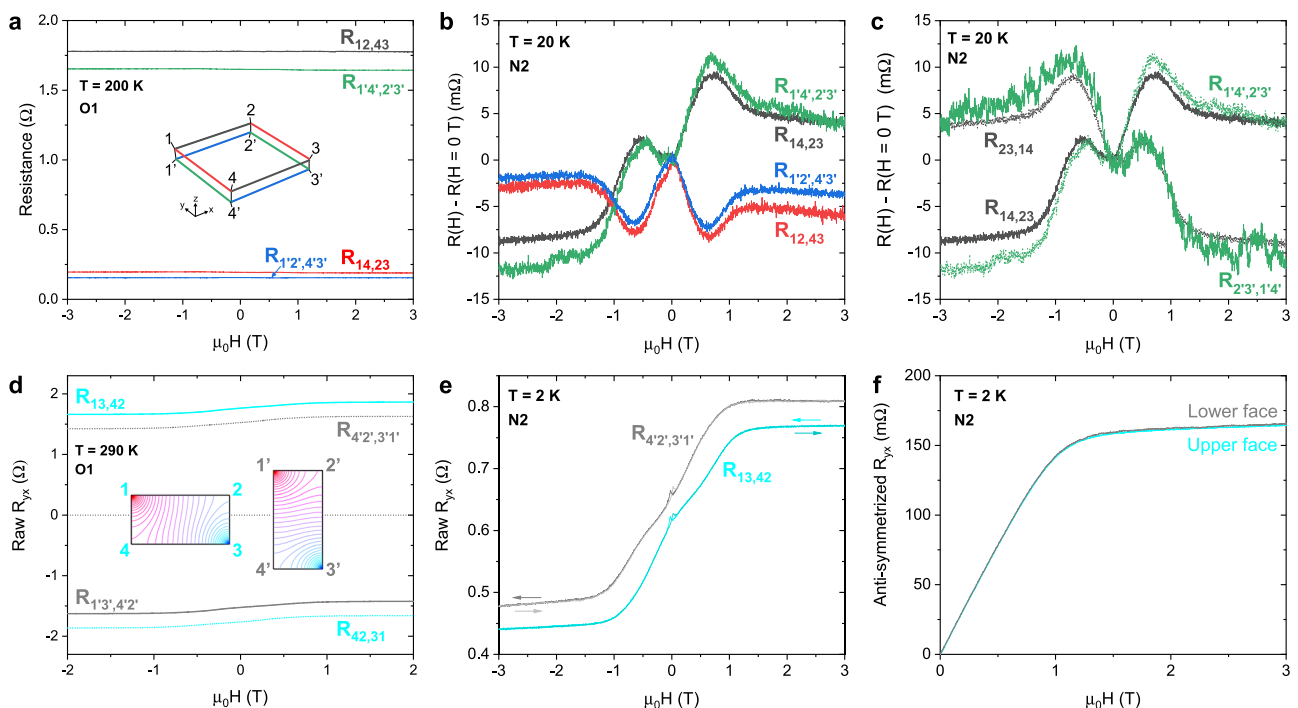 a
2.0
1.5
1.0
0.5
0.0
Resistance (Ω)
R12,43
R1'4',2'3'
T = 200 K
O1
1
2
3
4
1'
2'
3'
4'
y
z
x
R1'2',4'3'
R14,23
-3
-2
-1
0
1
2
3
μ0H (T)
b
15
10
5
0
-5
-10
-15
R(H) - R(H = 0 T) (mΩ)
T = 20 K
N2
R1'4',2'3'
R14,23
R1'2',4'3'
R12,43
-3
-2
-1
0
1
2
3
μ0H (T)
c
15
10
5
0
-5
-10
-15
R(H) - R(H = 0 T) (mΩ)
T = 20 K
N2
R1'4',2'3'
R23,14
R14,23
R2'3',1'4'
-3
-2
-1
0
1
2
3
μ0H (T)
d
2
1
0
-1
-2
Raw Ryx (Ω)
R13,42
R4'2',3'1'
T = 290 K
O1
1
2
3
4
1'
2'
3'
4'
R1'3',4'2'
R42,31
-2
-1
0
1
2
μ0H (T)
e
0.8
0.7
0.6
0.5
0.4
Raw Ryx (Ω)
T = 2 K
N2
R4'2',3'1'
R13,42
-3
-2
-1
0
1
2
3
μ0H (T)
f
200
150
100
50
0
Anti-symmetrized Ryx (mΩ)
T = 2 K
N2
Lower face
Upper face
0
1
2
3
μ0H (T)